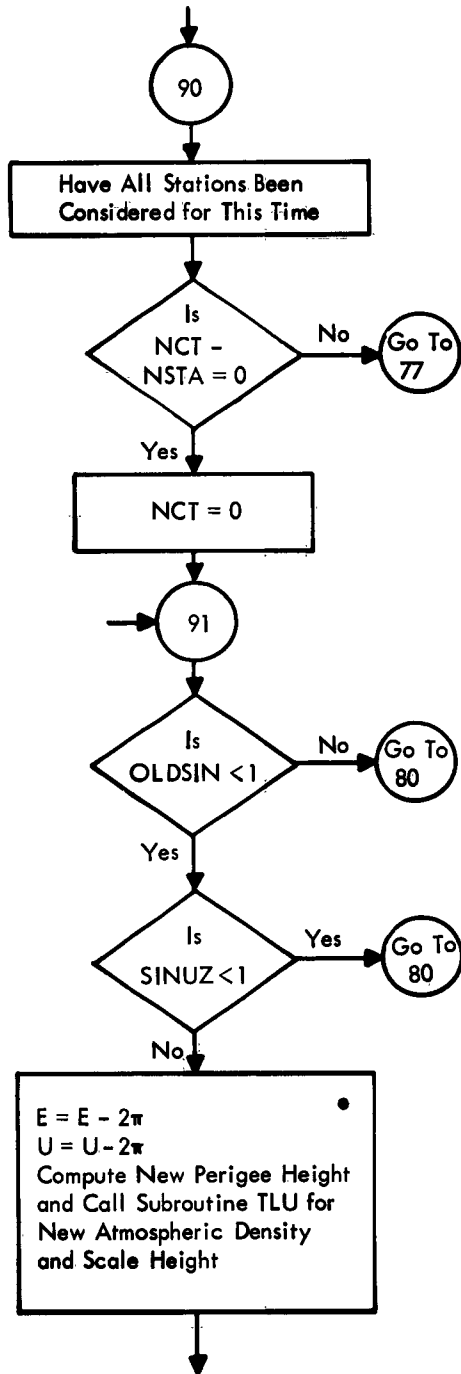 90
Have All Stations Been
Considered for This Time
Is
NCT -
NSTA = 0
No
Go To
77
Yes
NCT = 0
91
Is
OLDSIN <1
No
Go To
80
Yes
Is
SINUZ<1
Yes
Go To
80
No
E = E - 2π
U = U - 2π
Compute New Perigee Height
and Call Subroutine TLU for
New Atmospheric Density
and Scale Height